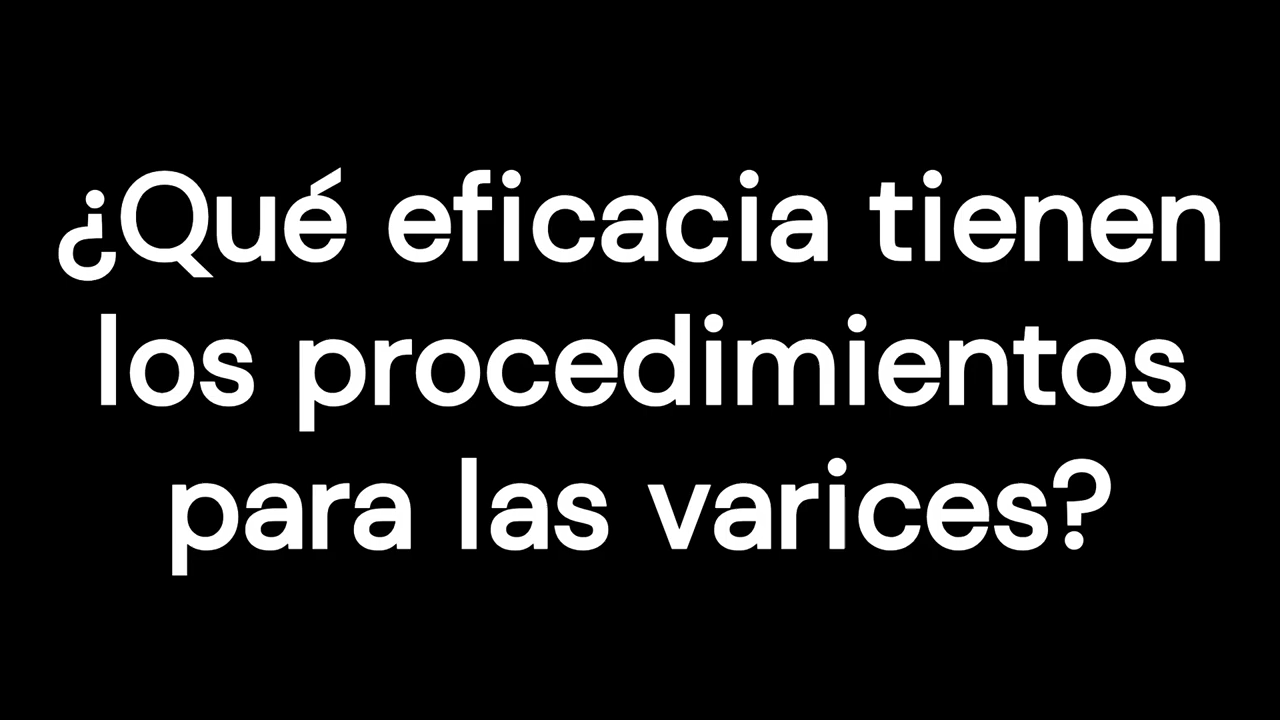 ¿Qué eficacia tienen
los procedimientos
para las varices?